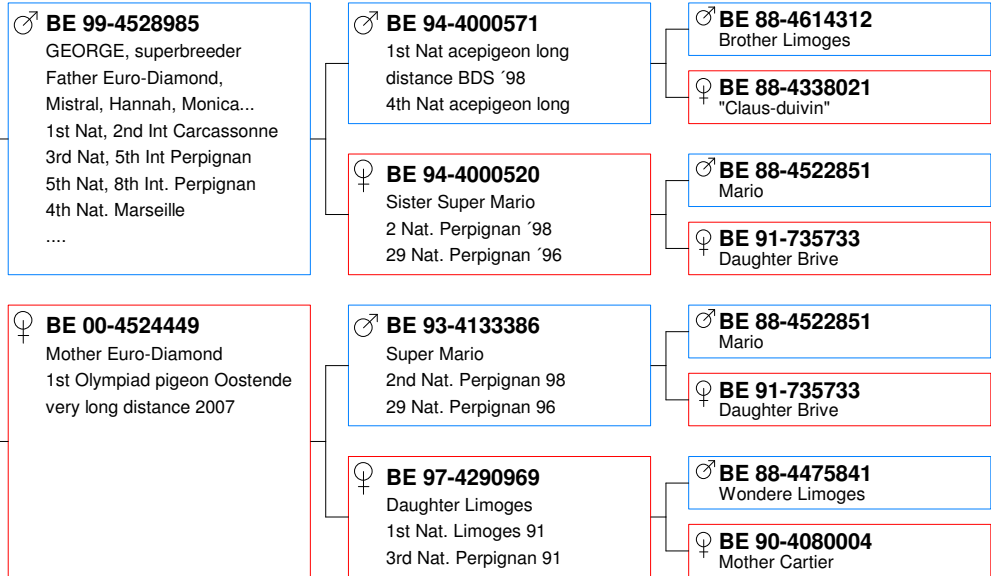 BE 99-4528985
GEORGE, superbreeder
Father Euro-Diamond,
Mistral, Hannah, Monica...
1st Nat, 2nd Int Carcassonne
3rd Nat, 5th Int Perpignan
5th Nat, 8th Int. Perpignan
4th Nat. Marseille
....
BE 94-4000571
1st Nat acepigeon long
distance BDS ´98
4th Nat acepigeon long
BE 88-4614312
Brother Limoges
BE 88-4338021
"Claus-duivin"
BE 94-4000520
Sister Super Mario
2 Nat. Perpignan ´98
29 Nat. Perpignan ´96
BE 88-4522851
Mario
BE 91-735733
Daughter Brive
BE 00-4524449
Mother Euro-Diamond
1st Olympiad pigeon Oostende
very long distance 2007
BE 93-4133386
Super Mario
2nd Nat. Perpignan 98
29 Nat. Perpignan 96
BE 88-4522851
Mario
BE 91-735733
Daughter Brive
BE 97-4290969
Daughter Limoges
1st Nat. Limoges 91
3rd Nat. Perpignan 91
BE 88-4475841
Wondere Limoges
BE 90-4080004
Mother Cartier